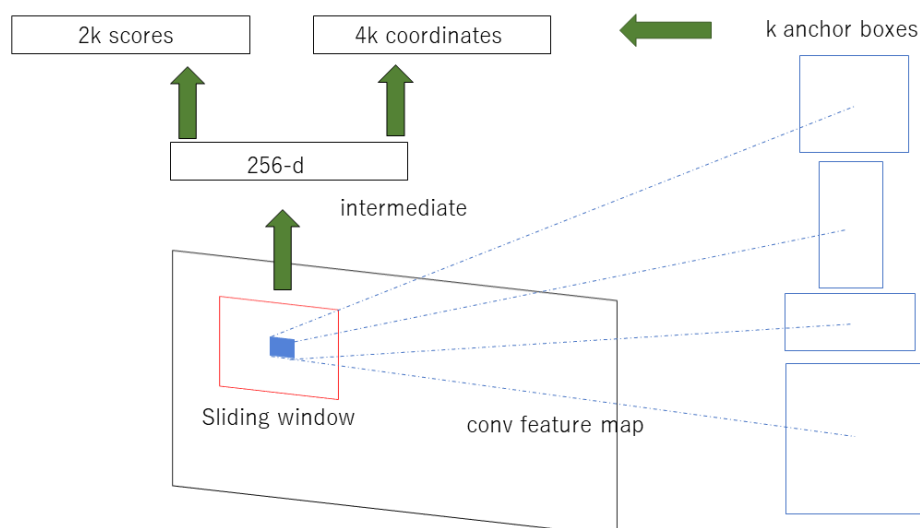 2k scores
4k coordinates
k anchor boxes
256-d
intermediate
Sliding window
conv feature map